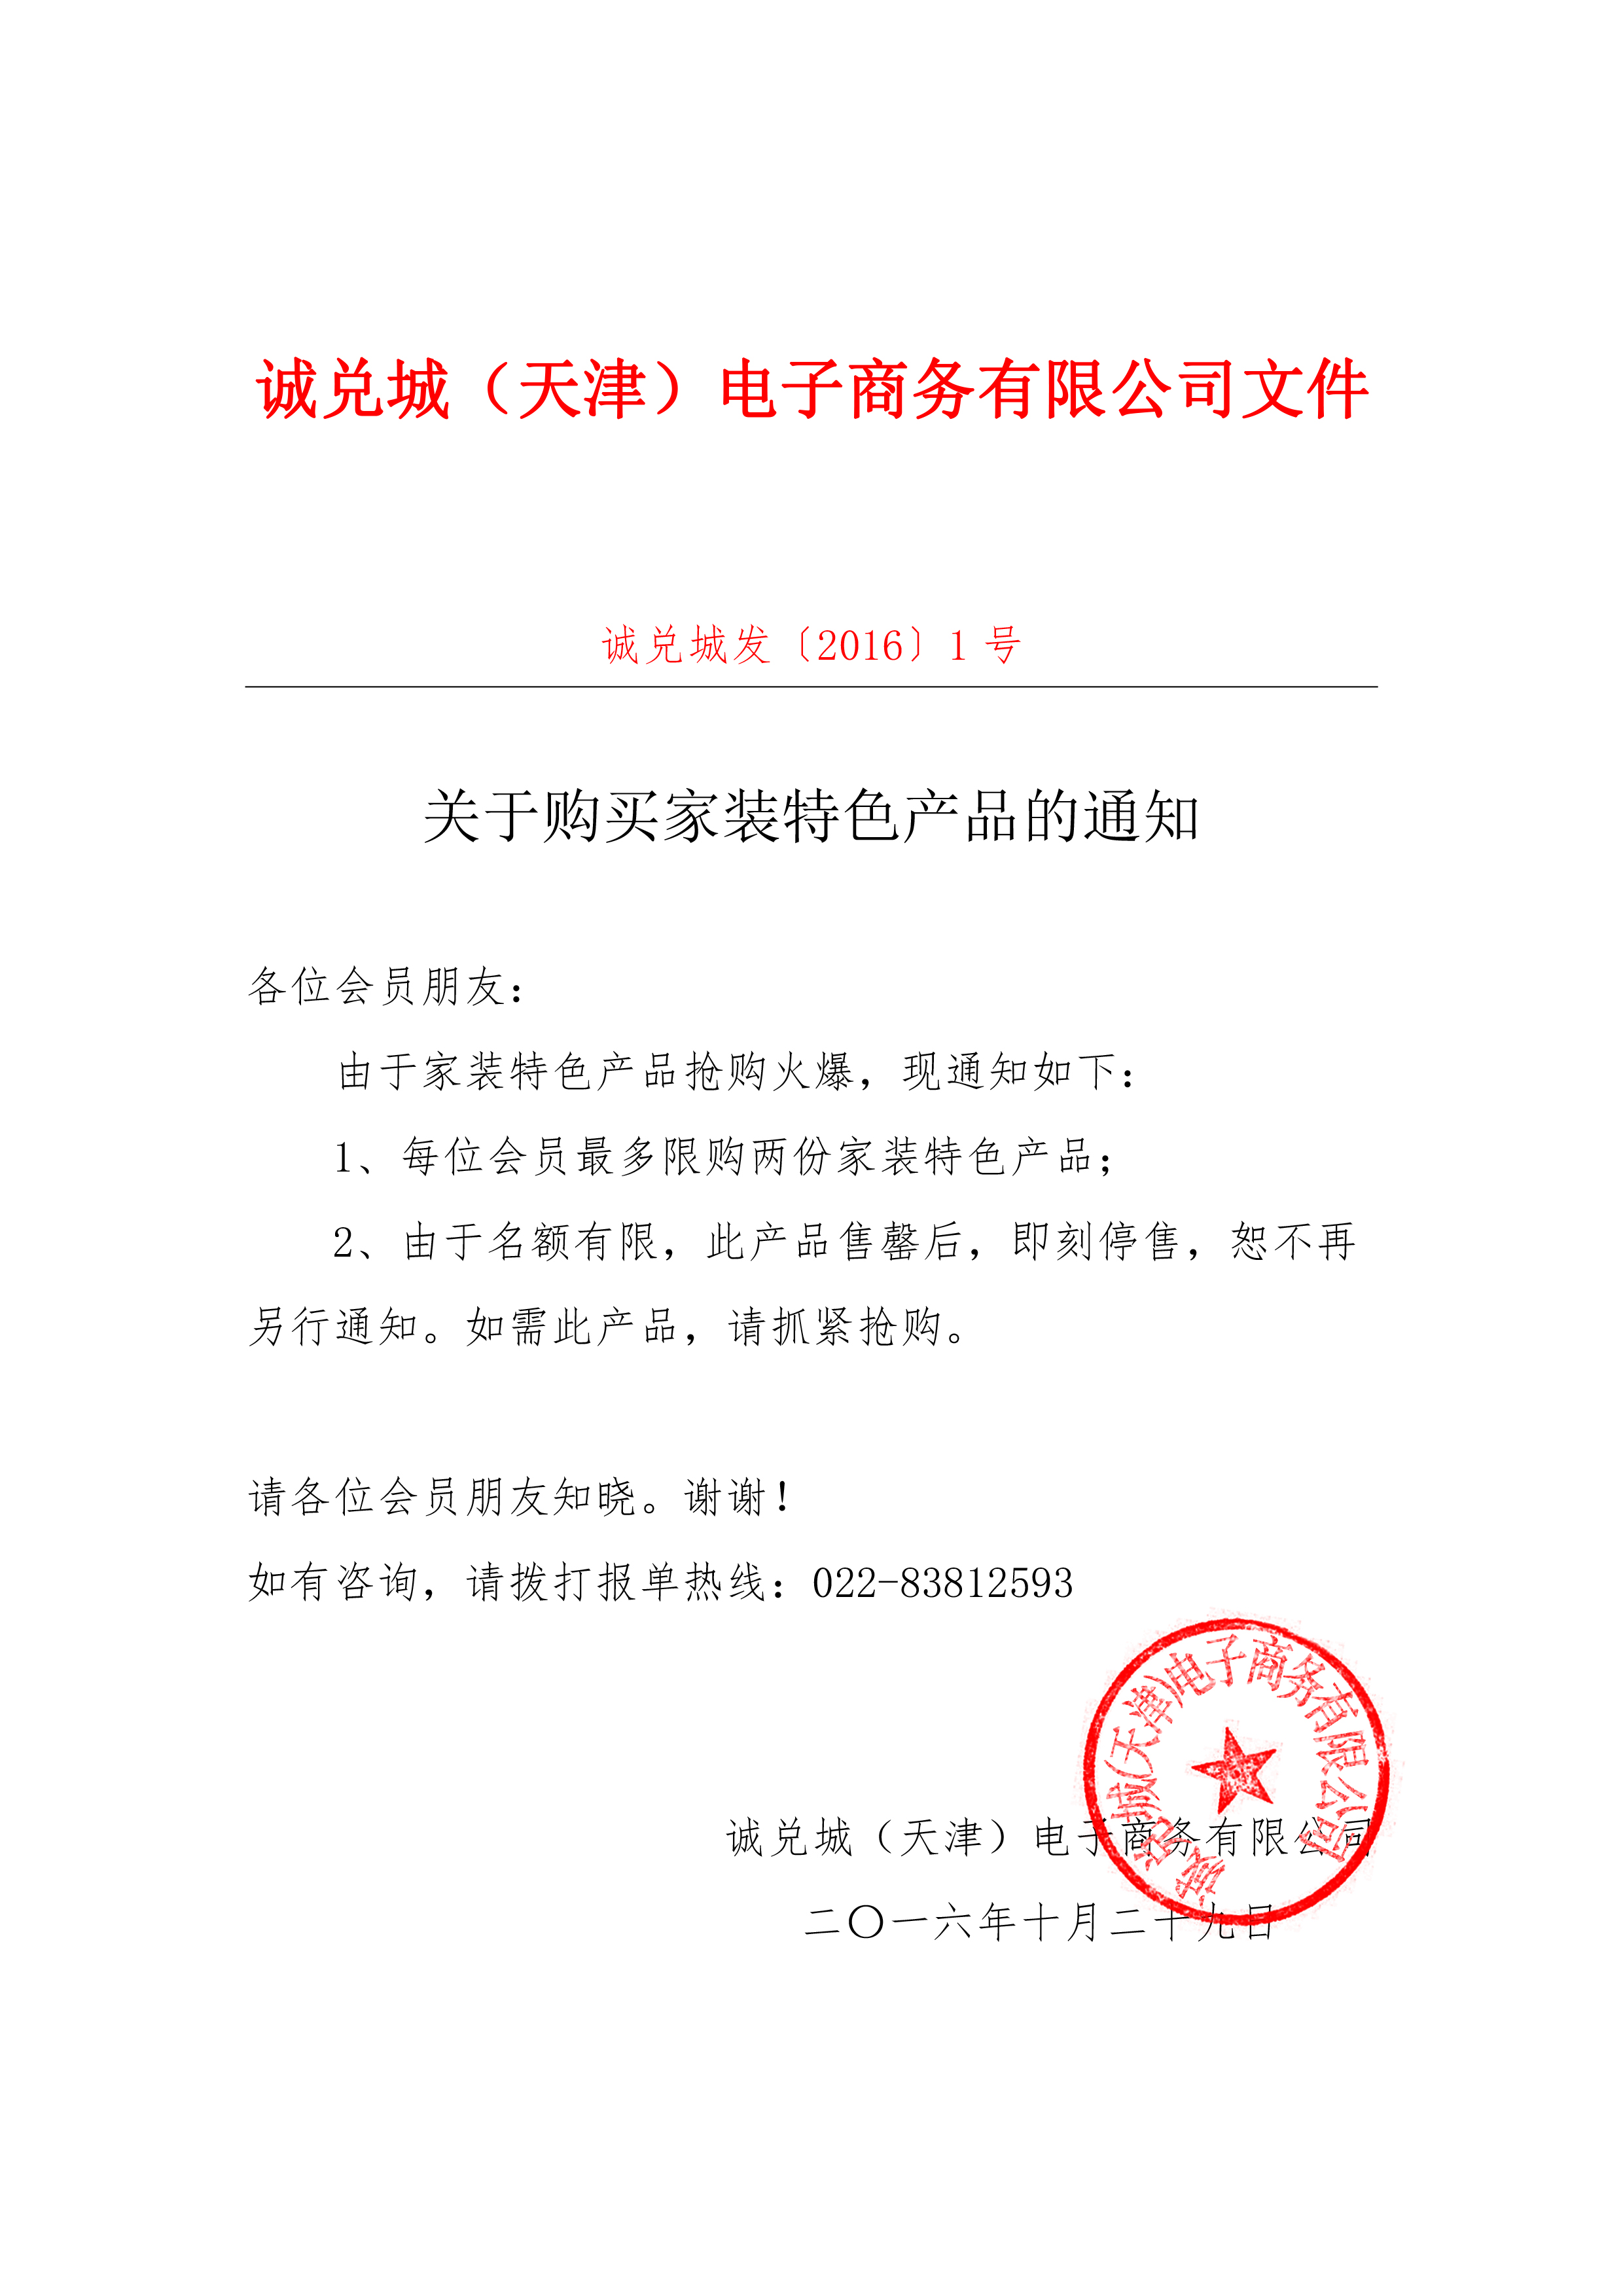 诚兑城（天津）电子商务有限公司文件
诚兑城发〔2016〕1 号
关于购买家装特色产品的通知
各位会员朋友：
由于家装特色产品抢购火爆，现通知如下：
1、每位会员最多限购两份家装特色产品；
2、由于名额有限，此产品售罄后，即刻停售，恕不再
另行通知。如需此产品，请抓紧抢购。
请各位会员朋友知晓。谢谢！
如有咨询，请拨打报单热线：022-83812593
诚兑城(天津)电子商务有限公司
诚兑城（天津）电子商务有限公司
二〇一六年十月二十九日